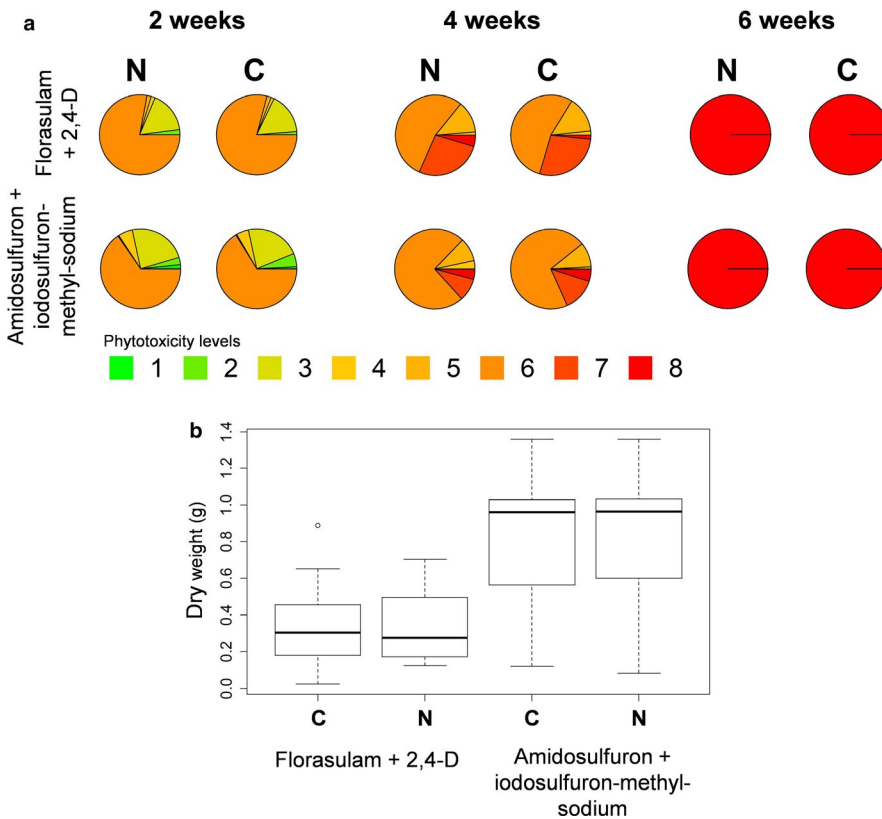 a
2 weeks 4 weeks 6 weeks
N C N C N C
Florasulam
+ 2,4-D
Amidosulfuron +
iodosulfuron-
methyl-sodium
Phytotoxicity levels
1 2 3 4 5 6 7 8
b
Dry weight (g)
1.4
1.2
1.0
0.8
0.6
0.4
0.2
0.0
C N C N
Florasulam + 2,4-D
Amidosulfuron +
iodosulfuron-methyl-
sodium